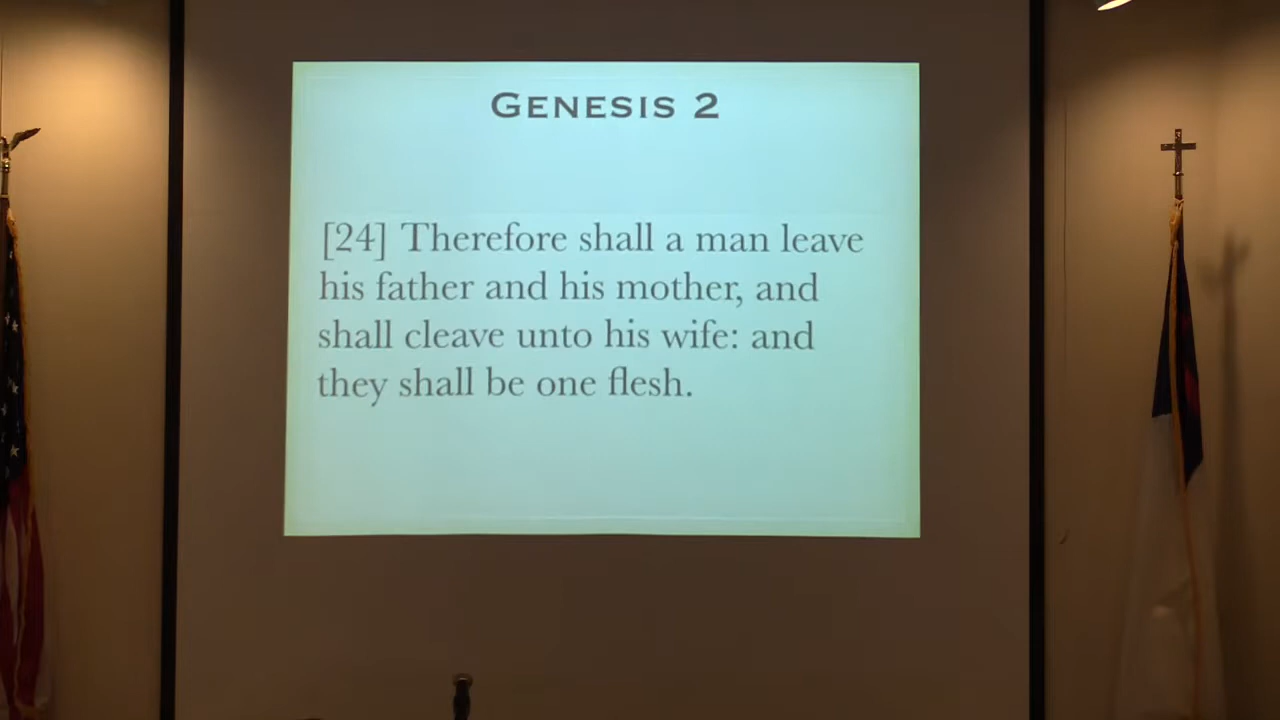 GENESIS 2
[24] Therefore shall a man leave
his father and his mother, and
shall cleave unto his wife: and
they shall be one flesh.